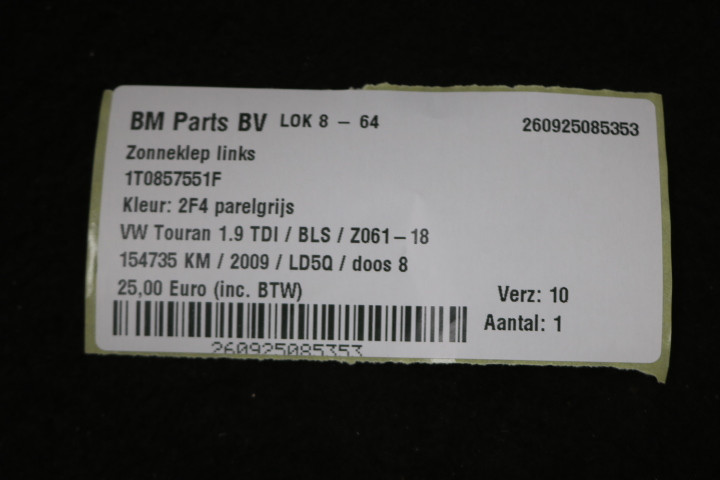 BM Parts BV LOK 8 – 64 260925085353
Zonneklep links
1T0857551F
Kleur: 2F4 parelgrijs
VW Touran 1.9 TDI / BLS / Z061–18
154735 KM / 2009 / LD5Q / doos 8
25,00 Euro (inc. BTW) Verz: 10
Aantal: 1
260925085353